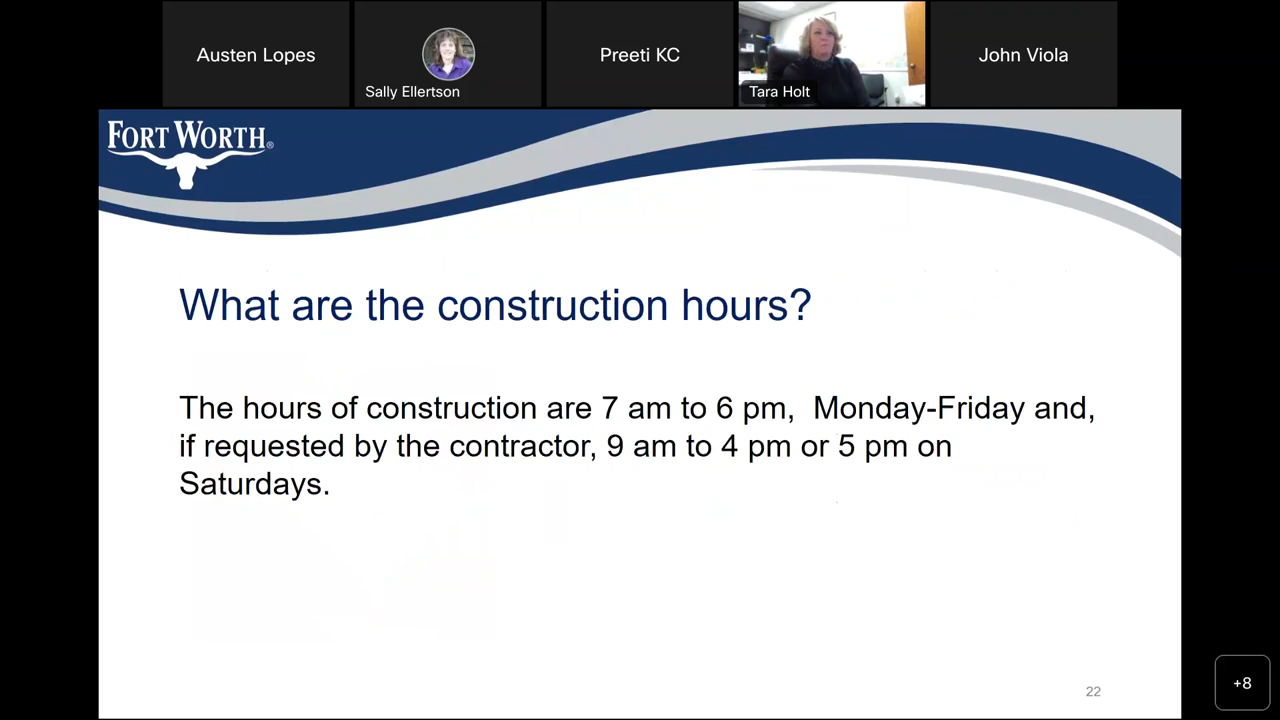 Austen Lopes
Sally Ellertson
Preeti KC
Tara Holt
John Viola
FORT WORTH®
What are the construction hours?
The hours of construction are 7 am to 6 pm,  Monday-Friday and,
if requested by the contractor, 9 am to 4 pm or 5 pm on
Saturdays.
22
+8